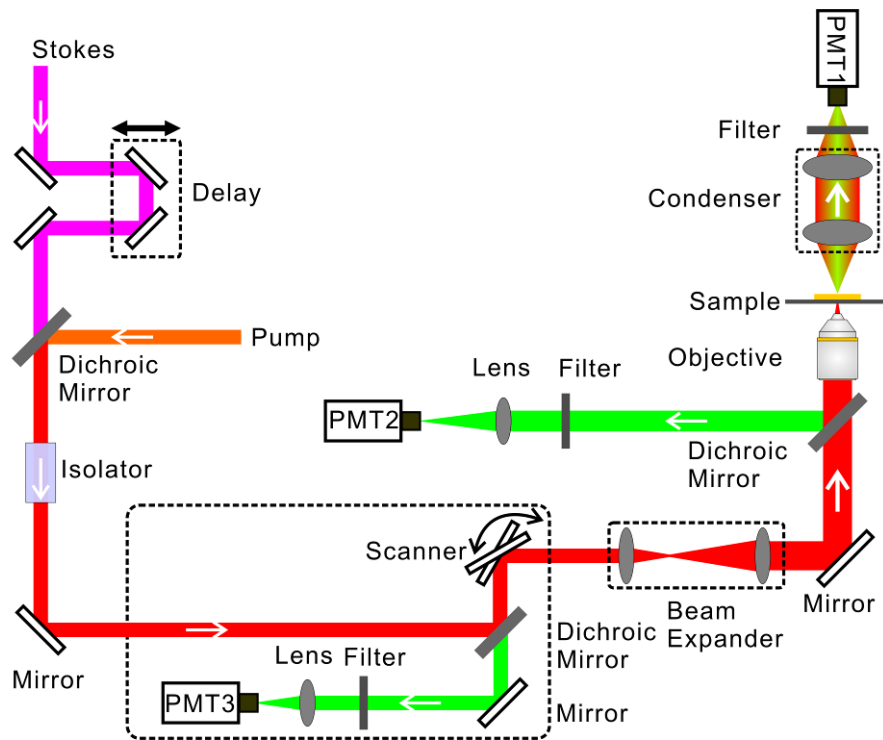 Stokes
PMT1
Filter
Delay
Condenser
Sample
Pump
Dichroic
Mirror
Objective
Lens
Filter
PMT2
Dichroic
Mirror
Isolator
Scanner
Beam
Expander
Mirror
Dichroic
Mirror
Mirror
Lens
Filter
PMT3
Mirror